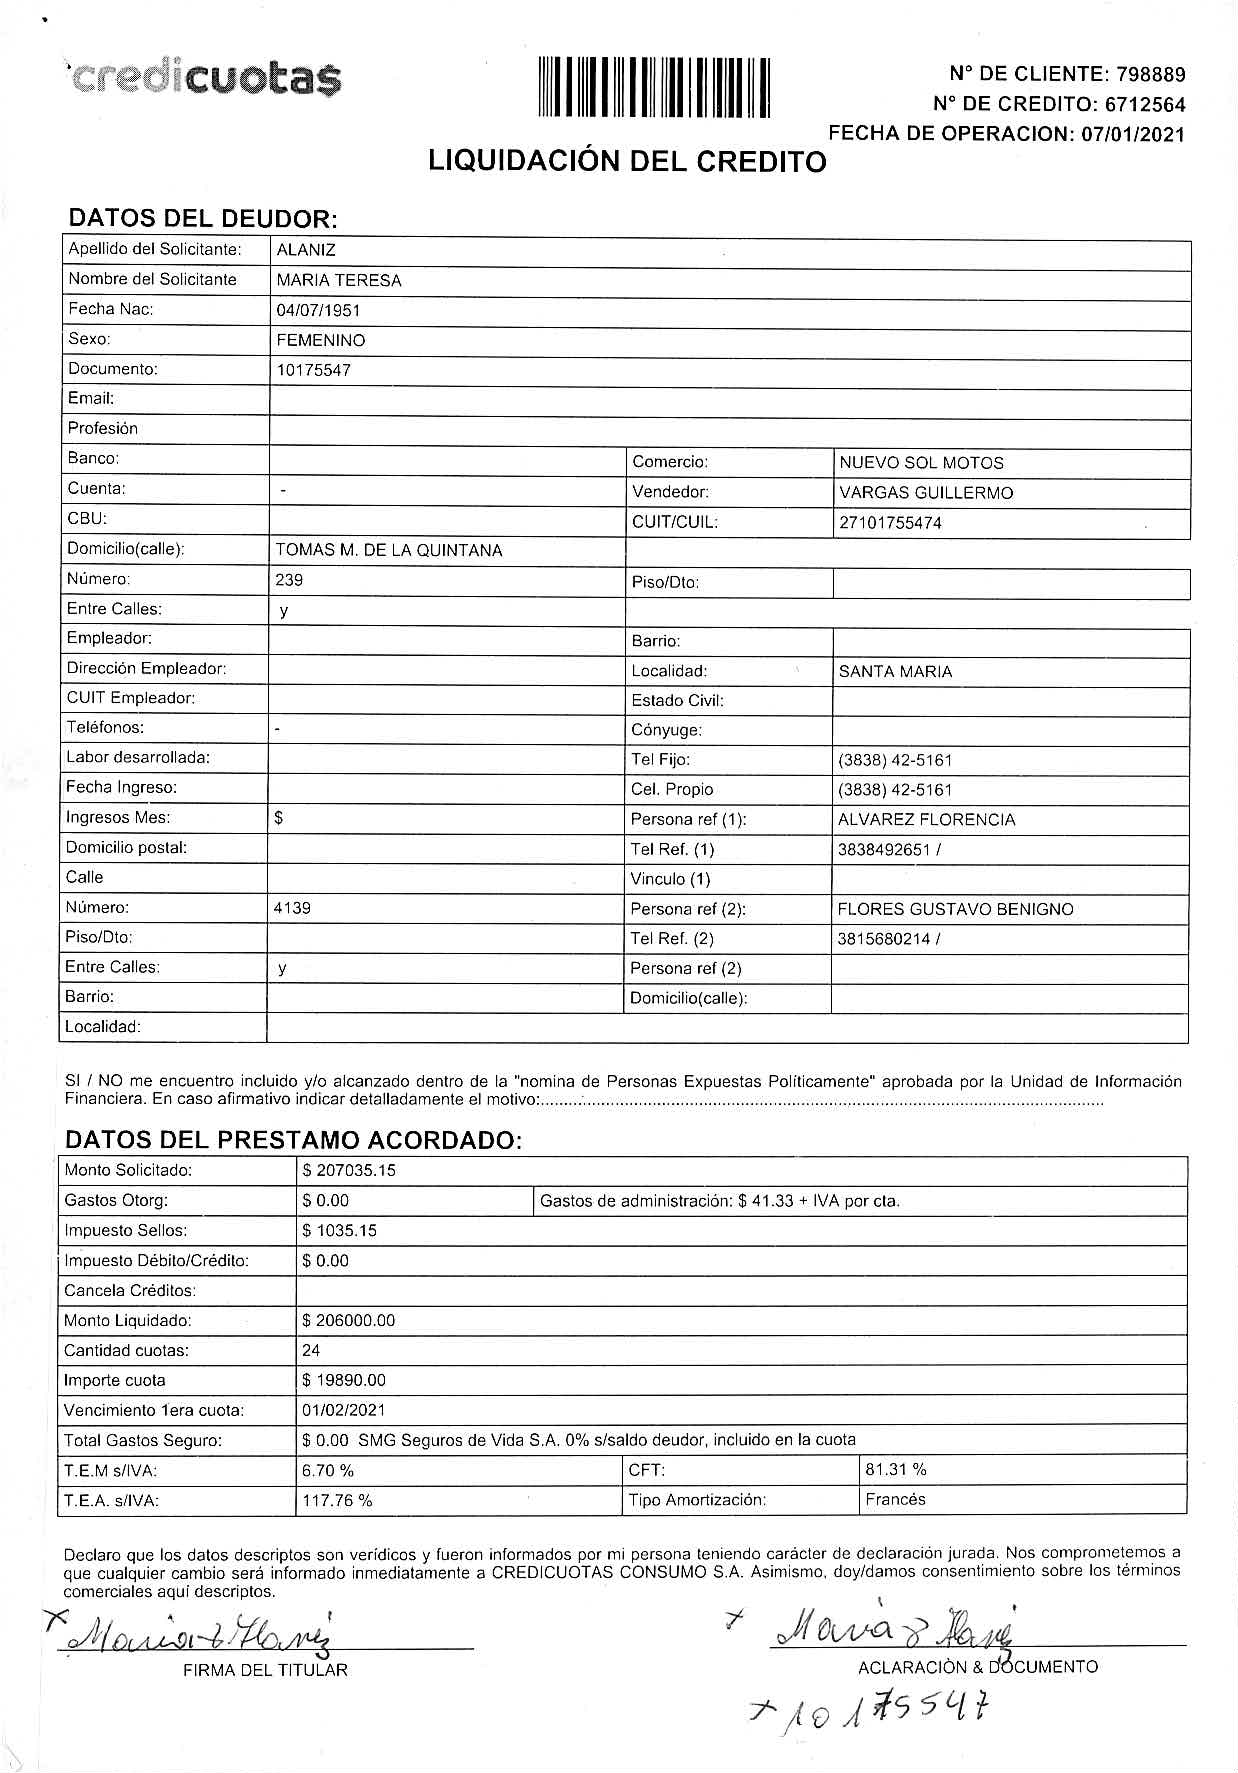 credicuotas
N° DE CLIENTE: 798889
N° DE CREDITO: 6712564
FECHA DE OPERACION: 07/01/2021
LIQUIDACIÓN DEL CREDITO
DATOS DEL DEUDOR:
Apellido del Solicitante: ALANIZ
Nombre del Solicitante MARIA TERESA
Fecha Nac: 04/07/1951
Sexo: FEMENINO
Documento: 10175547
Email:
Profesión
Banco: Comercio: NUEVO SOL MOTOS
Cuenta: - Vendedor: VARGAS GUILLERMO
CBU: CUIT/CUIL: 27101755474
Domicilio(calle): TOMAS M. DE LA QUINTANA
Número: 239 Piso/Dto:
Entre Calles: y
Empleador: Barrio:
Dirección Empleador: Localidad: SANTA MARIA
CUIT Empleador: Estado Civil:
Teléfonos: - Cónyuge:
Labor desarrollada: Tel Fijo: (3838) 42-5161
Fecha Ingreso: Cel. Propio (3838) 42-5161
Ingresos Mes: $ Persona ref (1): ALVAREZ FLORENCIA
Domicilio postal: Tel Ref. (1) 3838492651 /
Calle Vinculo (1)
Número: 4139 Persona ref (2): FLORES GUSTAVO BENIGNO
Piso/Dto: Tel Ref. (2) 3815680214 /
Entre Calles: y Persona ref (2)
Barrio: Domicilio(calle):
Localidad:
SI / NO me encuentro incluido y/o alcanzado dentro de la "nomina de Personas Expuestas Políticamente" aprobada por la Unidad de Información
Financiera. En caso afirmativo indicar detalladamente el motivo:..........................................................................................................
DATOS DEL PRESTAMO ACORDADO:
Monto Solicitado: $ 207035.15
Gastos Otorg: $ 0.00 Gastos de administración: $ 41.33 + IVA por cta.
Impuesto Sellos: $ 1035.15
Impuesto Débito/Crédito: $ 0.00
Cancela Créditos:
Monto Liquidado: $ 206000.00
Cantidad cuotas: 24
Importe cuota $ 19890.00
Vencimiento 1era cuota: 01/02/2021
Total Gastos Seguro: $ 0.00 SMG Seguros de Vida S.A. 0% s/saldo deudor, incluido en la cuota
T.E.M s/IVA: 6.70 % CFT: 81.31 %
T.E.A. s/IVA: 117.76 % Tipo Amortización: Francés
Declaro que los datos descriptos son verídicos y fueron informados por mi persona teniendo carácter de declaración jurada. Nos comprometemos a
que cualquier cambio será informado inmediatamente a CREDICUOTAS CONSUMO S.A. Asimismo, doy/damos consentimiento sobre los términos
comerciales aquí descriptos.
x Maria T Alaniz x Maria T Alaniz
FIRMA DEL TITULAR ACLARACIÓN & DOCUMENTO
x 10175547